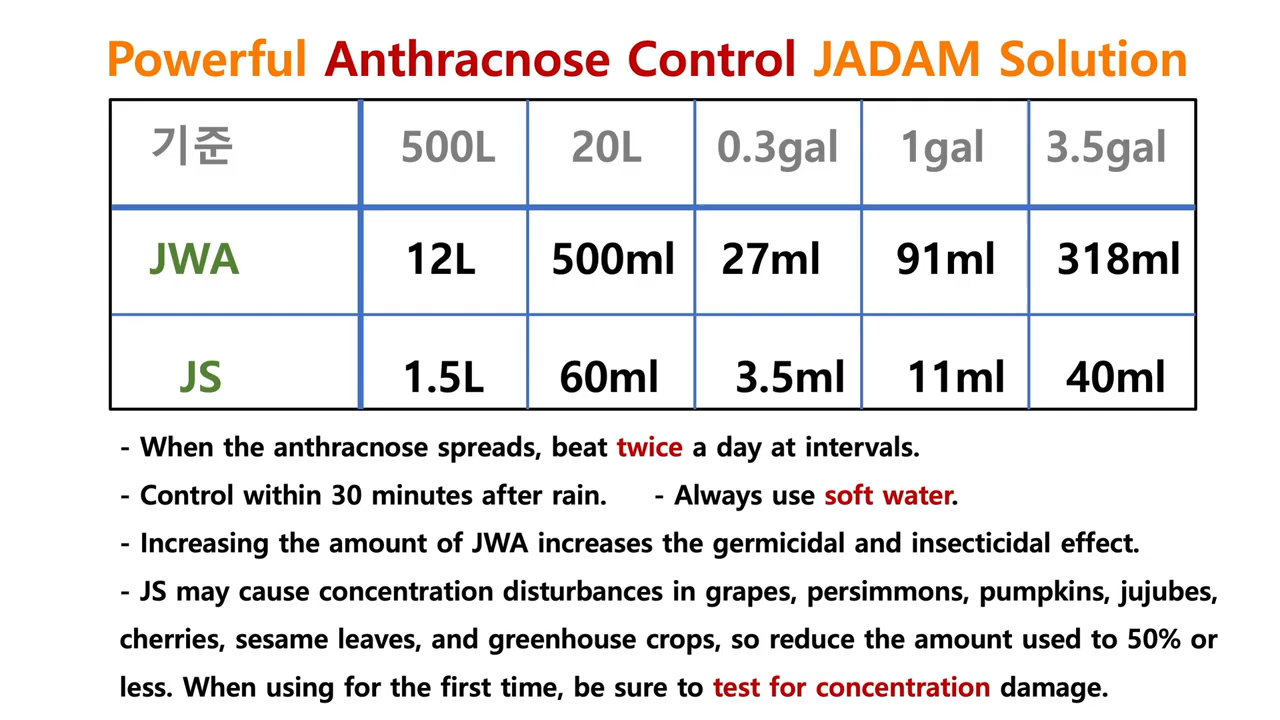 Powerful Anthracnose Control JADAM Solution
기준 500L 20L 0.3gal 1gal 3.5gal
JWA 12L 500ml 27ml 91ml 318ml
JS 1.5L 60ml 3.5ml 11ml 40ml
- When the anthracnose spreads, beat twice a day at intervals.
- Control within 30 minutes after rain. - Always use soft water.
- Increasing the amount of JWA increases the germicidal and insecticidal effect.
- JS may cause concentration disturbances in grapes, persimmons, pumpkins, jujubes,
cherries, sesame leaves, and greenhouse crops, so reduce the amount used to 50% or
less. When using for the first time, be sure to test for concentration damage.